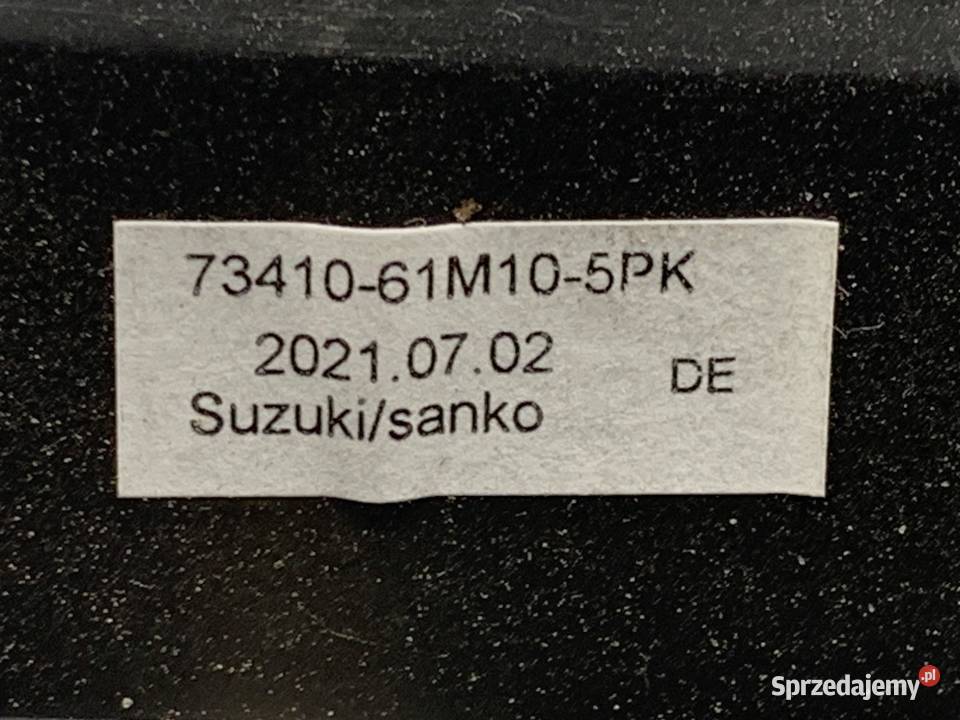 73410-61M10-5PK
2021.07.02
DE
Suzuki/sanko
Sprzedajemy.pl